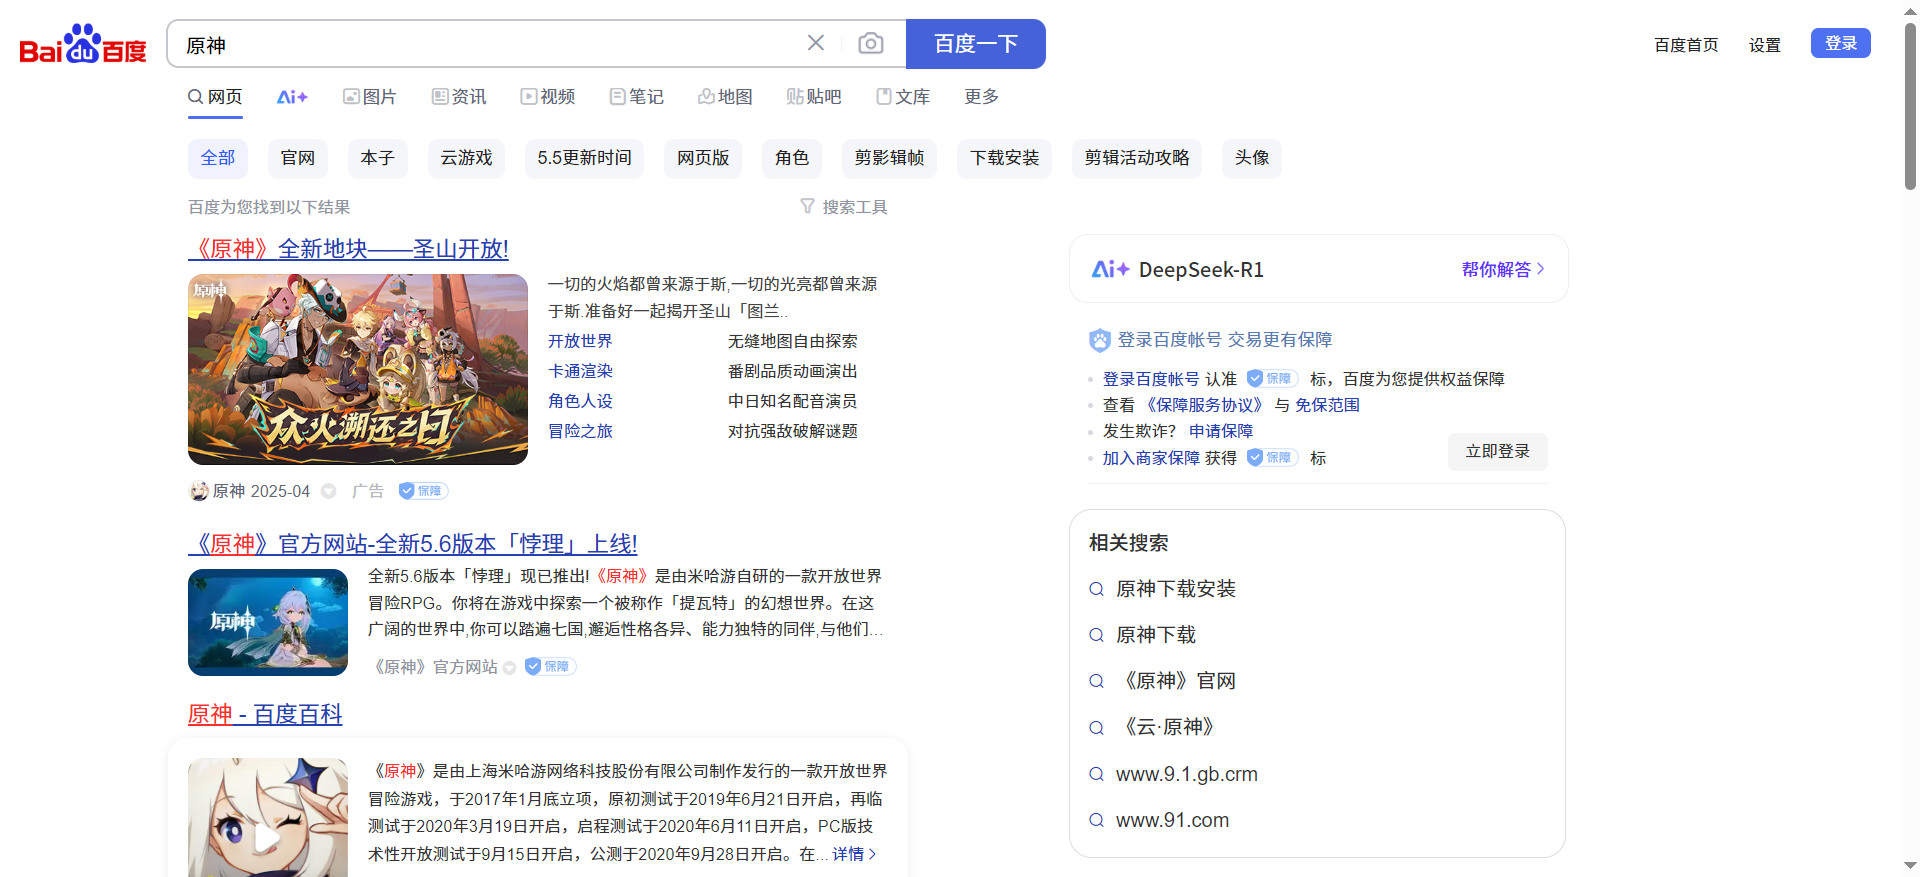 Bai du 百度
原神
百度一下
百度首页 设置 登录
网页 Ai+ 图片 资讯 视频 笔记 地图 贴贴吧 文库 更多
全部 官网 本子 云游戏 5.5更新时间 网页版 角色 剪影辑帧 下载安装 剪辑活动攻略 头像
百度为您找到以下结果 搜索工具
《原神》全新地块——圣山开放!
原神
众火溯还之日
一切的火焰都曾来源于斯,一切的光亮都曾来源
于斯.准备好一起揭开圣山「图兰..
开放世界 无缝地图自由探索
卡通渲染 番剧品质动画演出
角色人设 中日知名配音演员
冒险之旅 对抗强敌破解谜题
原神 2025-04 广告 保障
《原神》官方网站-全新5.6版本「悖理」上线!
原神
全新5.6版本「悖理」现已推出!《原神》是由米哈游自研的一款开放世界
冒险RPG。你将在游戏中探索一个被称作「提瓦特」的幻想世界。在这
广阔的世界中,你可以踏遍七国,邂逅性格各异、能力独特的同伴,与他们...
《原神》官方网站 保障
原神 - 百度百科
《原神》是由上海米哈游网络科技股份有限公司制作发行的一款开放世界
冒险游戏，于2017年1月底立项，原初测试于2019年6月21日开启，再临
测试于2020年3月19日开启，启程测试于2020年6月11日开启，PC版技
术性开放测试于9月15日开启，公测于2020年9月28日开启。在... 详情
Ai+ DeepSeek-R1 帮你解答
登录百度帐号 交易更有保障
登录百度帐号 认准 保障 标，百度为您提供权益保障
查看《保障服务协议》 与 免保范围
发生欺诈？ 申请保障
加入商家保障 获得 保障 标
立即登录
相关搜索
原神下载安装
原神下载
《原神》官网
《云·原神》
www.9.1.gb.crm
www.91.com